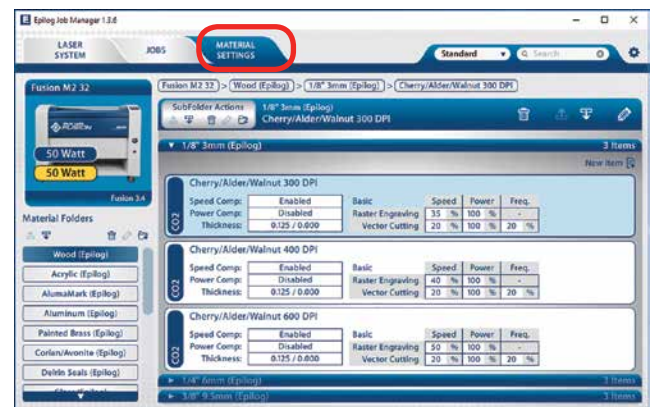 Epilog Job Manager 1.3.6
LASER SYSTEM
JOBS
MATERIAL SETTINGS
Standard
Search
Fusion M2 32
50 Watt
50 Watt
Fusion 3.4
Material Folders
Wood (Epilog)
Acrylic (Epilog)
AlumaMark (Epilog)
Aluminum (Epilog)
Painted Brass (Epilog)
Corian/Avonite (Epilog)
Delrin Seals (Epilog)
Fusion M2 32 > Wood (Epilog) > 1/8" 3mm (Epilog) > Cherry/Alder/Walnut 300 DPI
SubFolder Actions
1/8" 3mm (Epilog)
Cherry/Alder/Walnut 300 DPI
1/8" 3mm (Epilog) 3 Items
New Item
Cherry/Alder/Walnut 300 DPI
CO2
Speed Comp: Enabled Basic Speed Power Freq.
Power Comp: Disabled Raster Engraving 35 % 100 % -
Thickness: 0.125 / 0.000 Vector Cutting 20 % 100 % 20 %
Cherry/Alder/Walnut 400 DPI
CO2
Speed Comp: Enabled Basic Speed Power Freq.
Power Comp: Disabled Raster Engraving 40 % 100 % -
Thickness: 0.125 / 0.000 Vector Cutting 20 % 100 % 20 %
Cherry/Alder/Walnut 600 DPI
CO2
Speed Comp: Enabled Basic Speed Power Freq.
Power Comp: Disabled Raster Engraving 50 % 100 % -
Thickness: 0.125 / 0.000 Vector Cutting 20 % 100 % 20 %
1/4" 6mm (Epilog) 3 Items
3/8" 9.5mm (Epilog) 3 Items